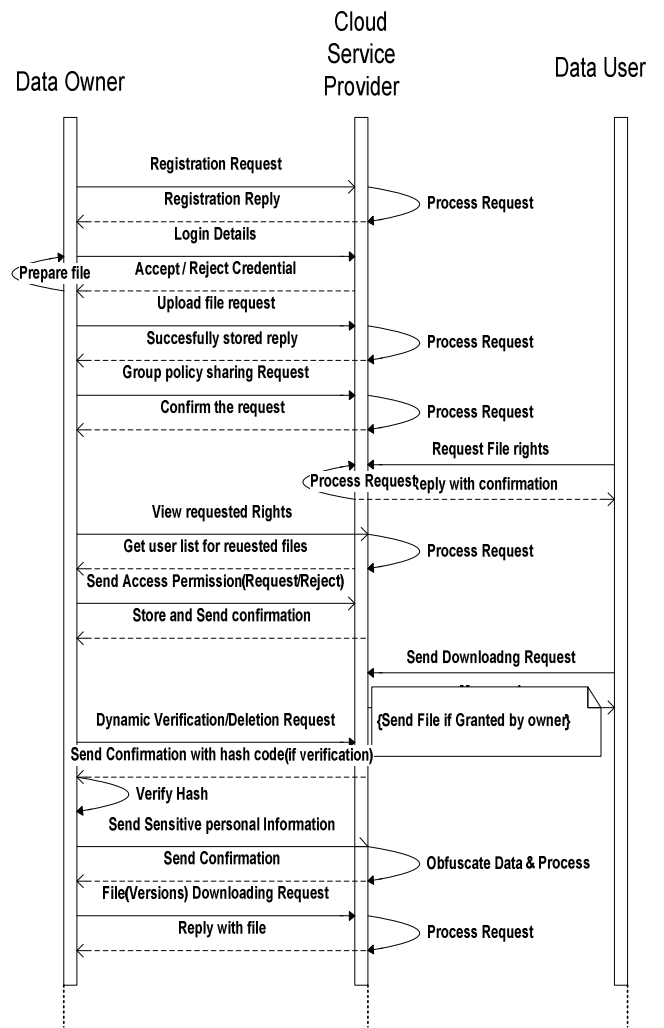 Cloud
Service
Provider
Data Owner
Data User
Registration Request
Registration Reply
Process Request
Login Details
Prepare file
Accept / Reject Credential
Upload file request
Succesfully stored reply
Process Request
Group policy sharing Request
Confirm the request
Process Request
Request File rights
Process Request
eply with confirmation
View requested Rights
Get user list for reuested files
Process Request
Send Access Permission(Request/Reject)
Store and Send confirmation
Send Downloadng Request
{Send File if Granted by owner}
Dynamic Verification/Deletion Request
Send Confirmation with hash code(if verification)
Verify Hash
Send Sensitive personal Information
Send Confirmation
Obfuscate Data & Process
File(Versions) Downloading Request
Reply with file
Process Request